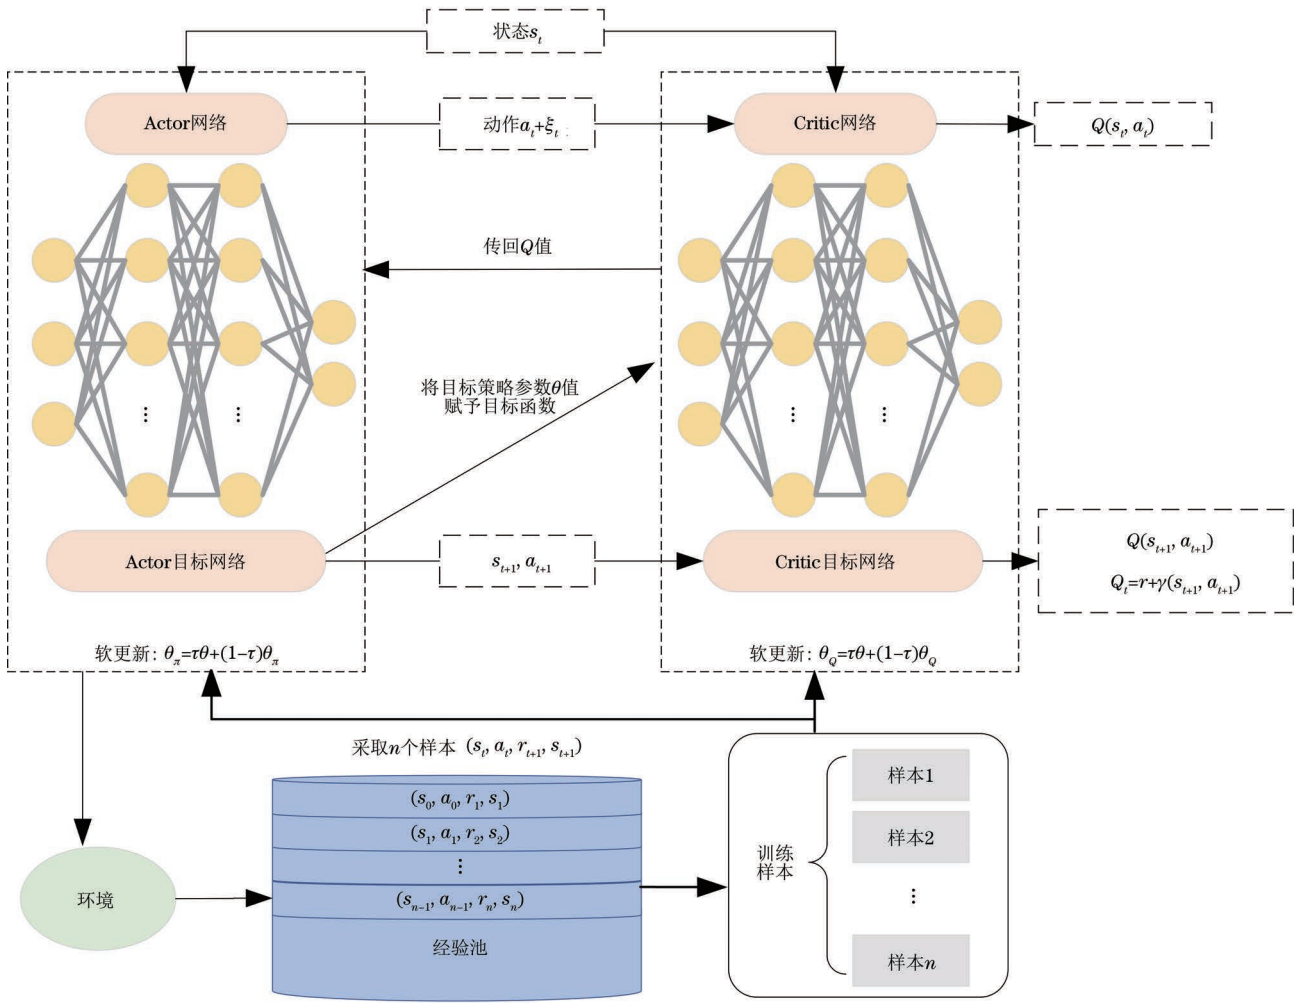 状态s_t
Actor网络
动作a_t+ξ_t
Critic网络
Q(s_t, a_t)
传回Q值
将目标策略参数θ值
赋予目标函数
⋮ ⋮
⋮ ⋮
Actor目标网络
s_{t+1}, a_{t+1}
Critic目标网络
Q(s_{t+1}, a_{t+1})
Q_t=r+γ(s_{t+1}, a_{t+1})
软更新: θ_π=τθ+(1−τ)θ_π
软更新: θ_Q=τθ+(1−τ)θ_Q
采取n个样本 (s_t, a_t, r_{t+1}, s_{t+1})
(s_0, a_0, r_1, s_1)
(s_1, a_1, r_2, s_2)
⋮
(s_{n−1}, a_{n−1}, r_n, s_n)
经验池
环境
训练
样本
样本1
样本2
⋮
样本n